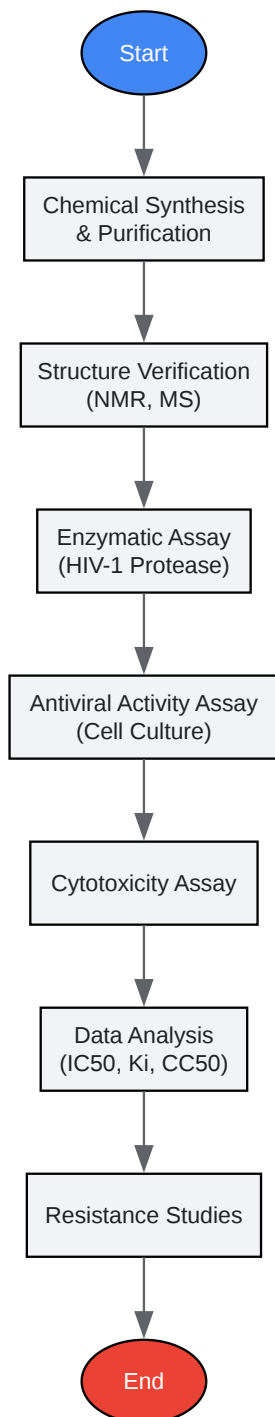 Start
Chemical Synthesis
& Purification
Structure Verification
(NMR, MS)
Enzymatic Assay
(HIV-1 Protease)
Antiviral Activity Assay
(Cell Culture)
Cytotoxicity Assay
Data Analysis
(IC50, Ki, CC50)
Resistance Studies
End